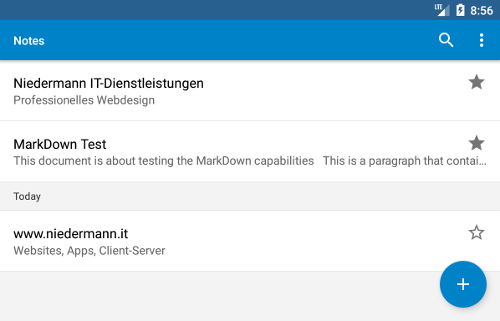 LTE 8:56
Notes
Niedermann IT-Dienstleistungen
Professionelles Webdesign
MarkDown Test
This document is about testing the MarkDown capabilities This is a paragraph that contai…
Today
www.niedermann.it
Websites, Apps, Client-Server